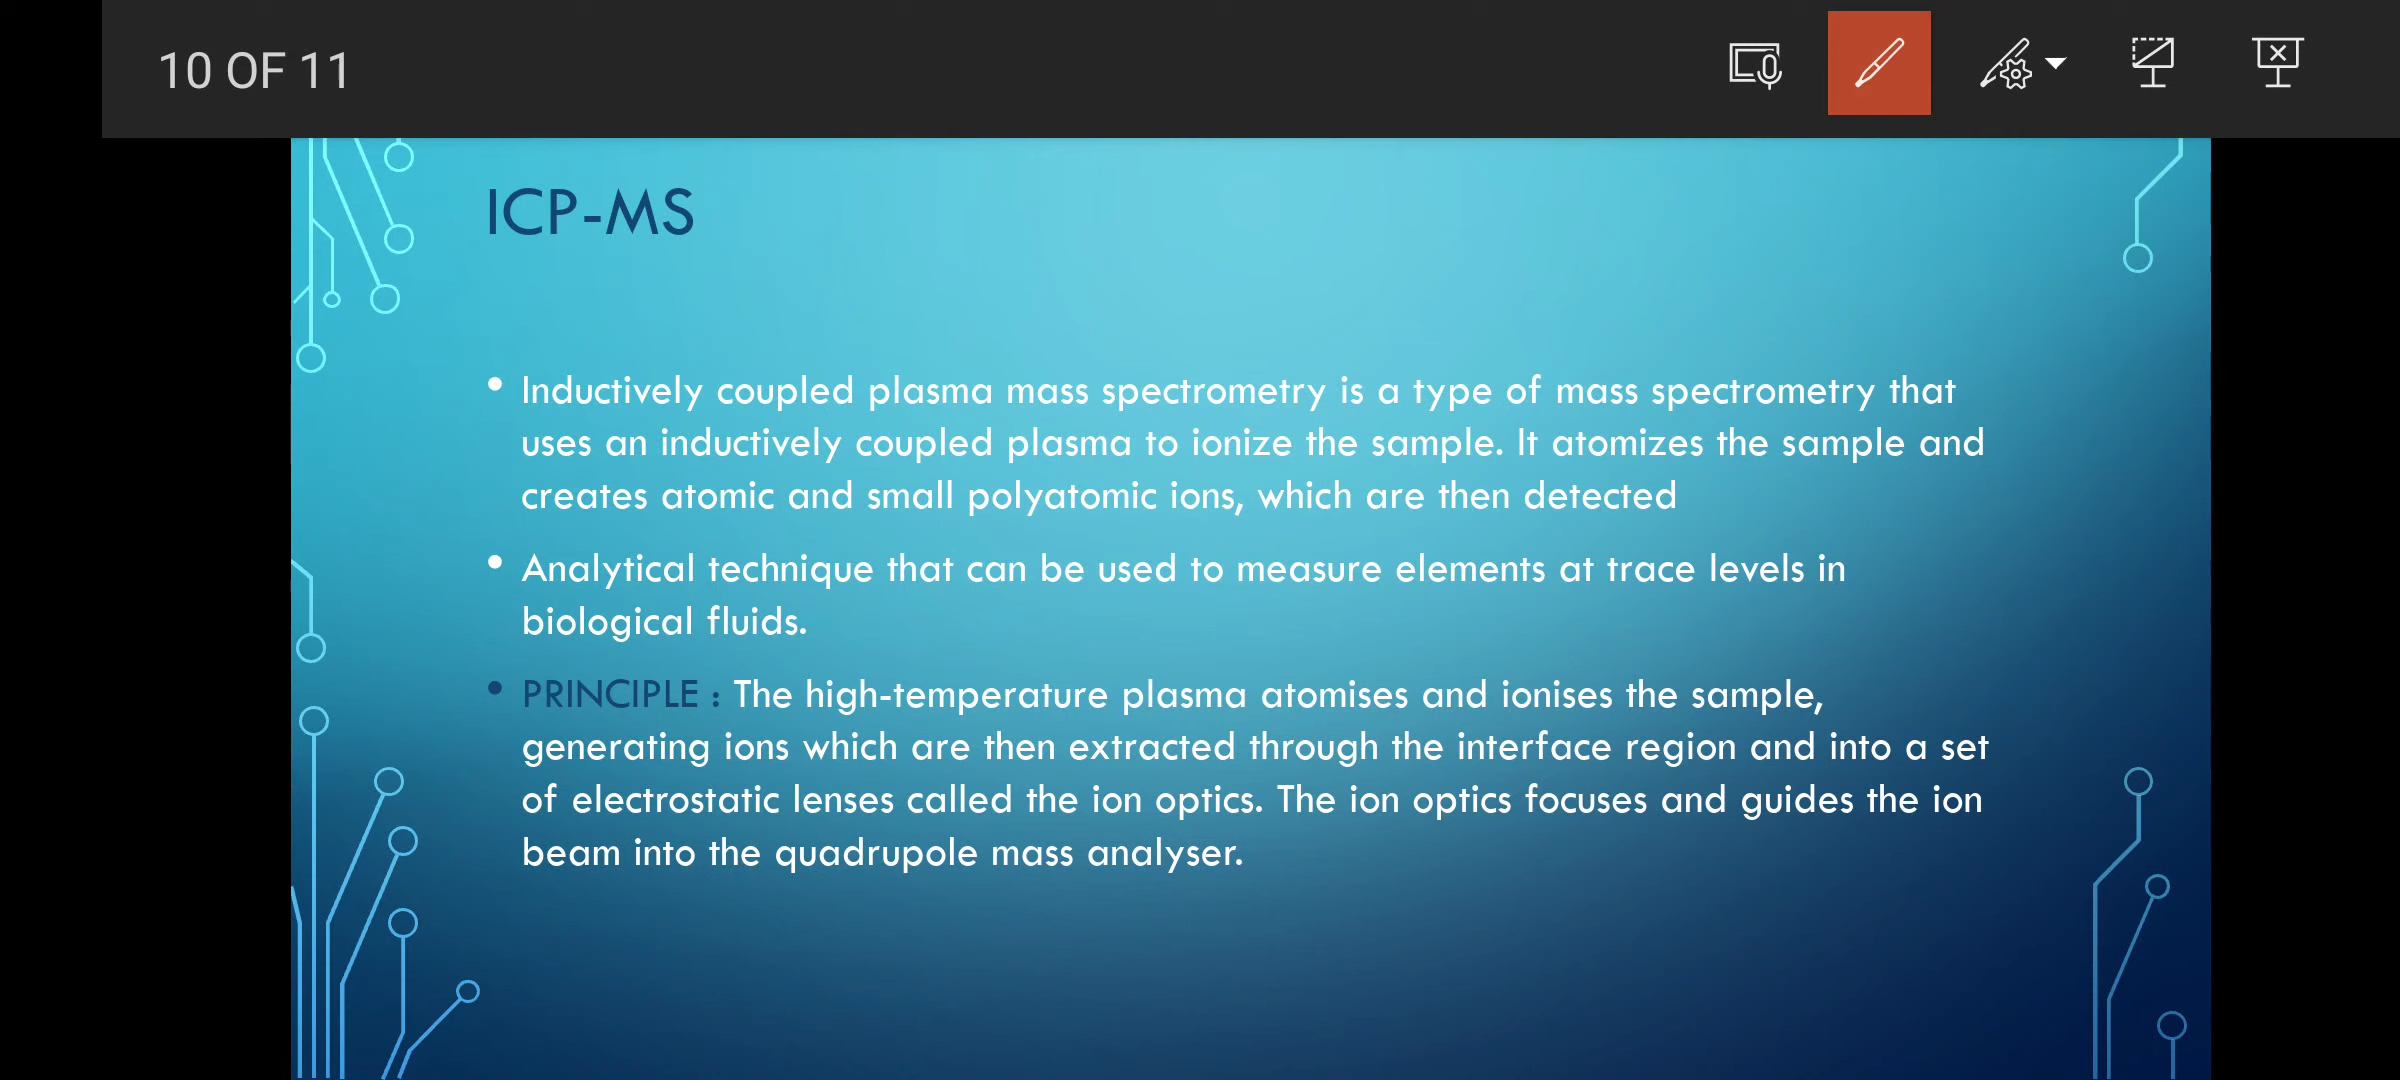 10 OF 11
ICP-MS
• Inductively coupled plasma mass spectrometry is a type of mass spectrometry that
uses an inductively coupled plasma to ionize the sample. It atomizes the sample and
creates atomic and small polyatomic ions, which are then detected
• Analytical technique that can be used to measure elements at trace levels in
biological fluids.
• PRINCIPLE : The high-temperature plasma atomises and ionises the sample,
generating ions which are then extracted through the interface region and into a set
of electrostatic lenses called the ion optics. The ion optics focuses and guides the ion
beam into the quadrupole mass analyser.